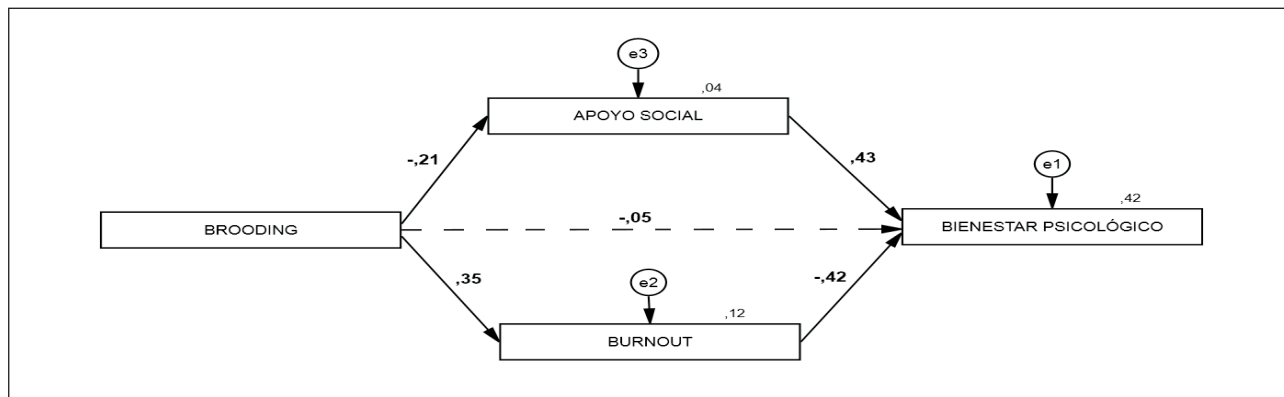 e3
,04
APOYO SOCIAL
-,21
,43
e1
,42
BROODING
-,05
BIENESTAR PSICOLÓGICO
,35
e2
-,42
,12
BURNOUT